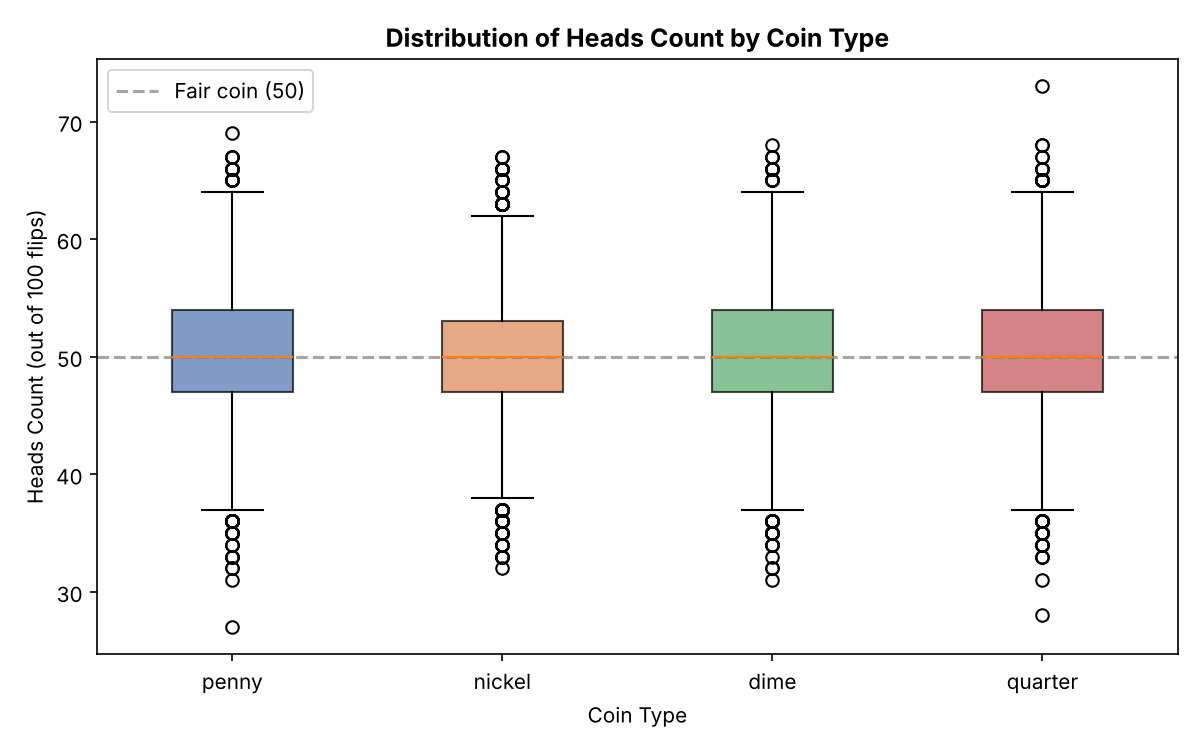 Distribution of Heads Count by Coin Type
Fair coin (50)
Heads Count (out of 100 flips)
70
60
50
40
30
penny
nickel
dime
quarter
Coin Type